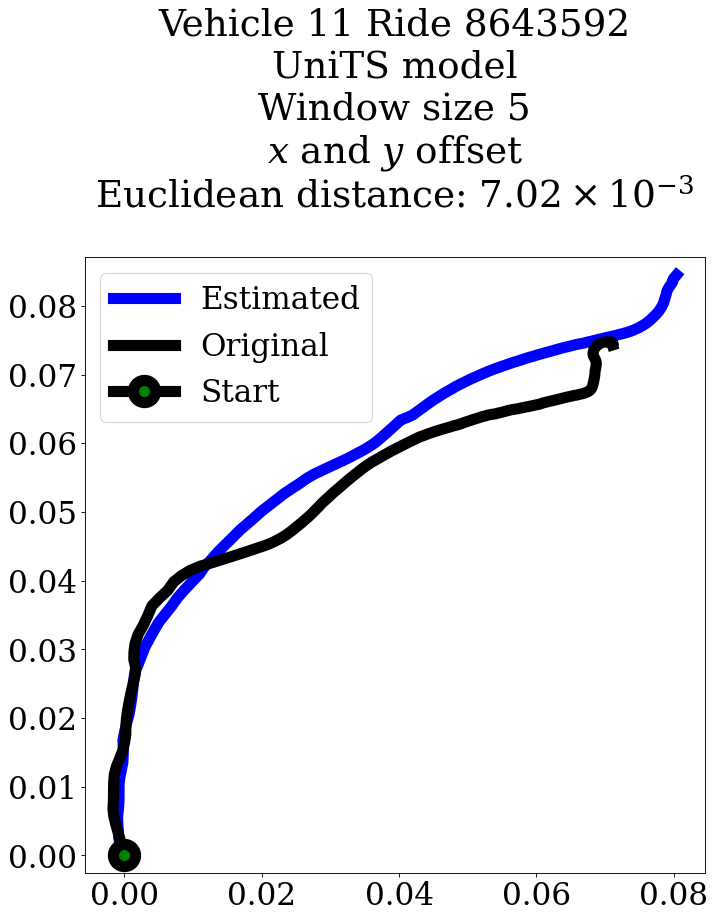 Vehicle 11 Ride 8643592
UniTS model
Window size 5
x and y offset
Euclidean distance: 7.02 × 10⁻³
Estimated
Original
Start
0.08
0.07
0.06
0.05
0.04
0.03
0.02
0.01
0.00
0.00 0.02 0.04 0.06 0.08